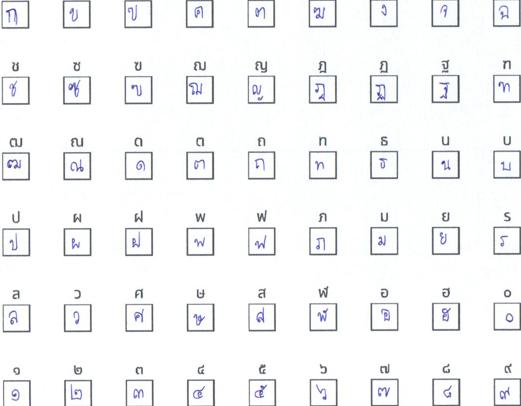 ก ข ฃ ค ฅ ฆ ง จ ฉ
ช ซ ฃ ฌ ญ ฎ ฏ ฐ ฑ
ช ซ ฃ ฌ ญ ฎ ฏ ฐ ฑ
ฒ ณ ด ต ถ ท ธ น บ
ฒ ณ ด ต ถ ท ธ น บ
ป ผ ฝ พ ฟ ภ ม ย ร
ป ผ ฝ พ ฟ ภ ม ย ร
ล ว ศ ษ ส ฬ อ ฮ ๐
ล ว ศ ษ ส ฬ อ ฮ ๐
๑ ๒ ๓ ๔ ๕ ๖ ๗ ๘ ๙
๑ ๒ ๓ ๔ ๕ ๖ ๗ ๘ ๙